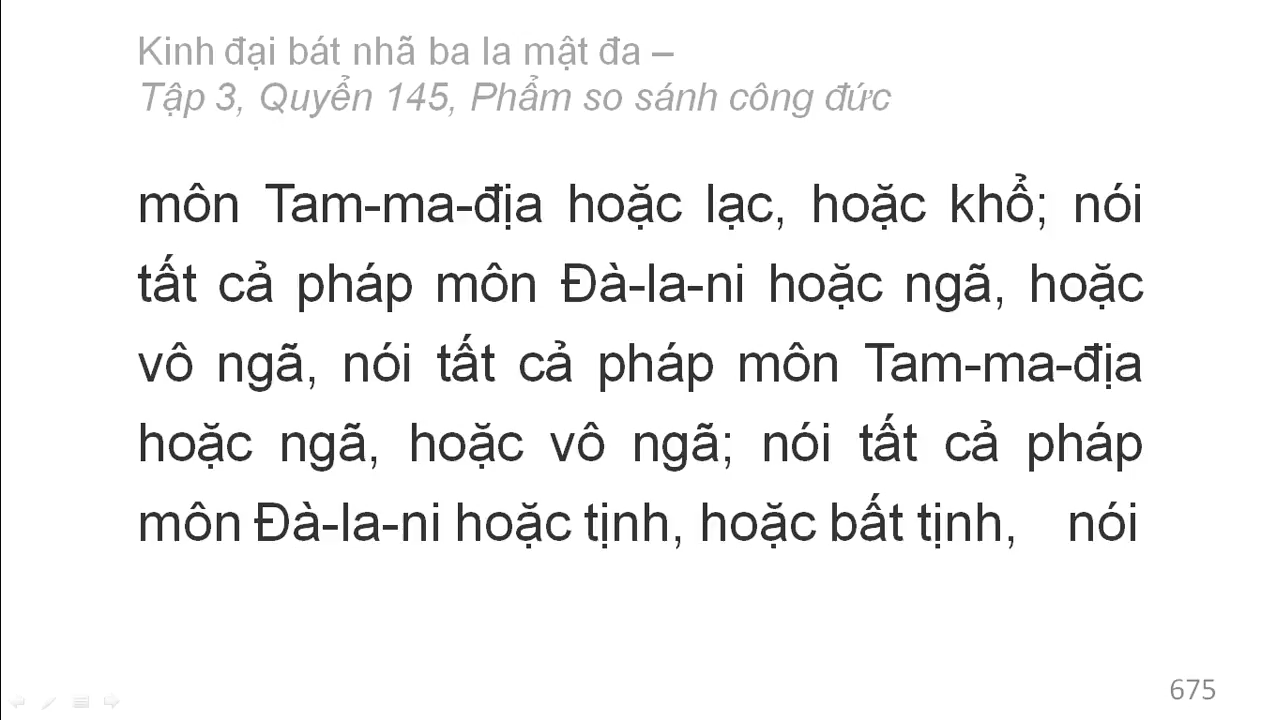 Kinh đại bát nhã ba la mật đa –
Tập 3, Quyển 145, Phẩm so sánh công đức
môn Tam-ma-địa hoặc lạc, hoặc khổ; nói
tất cả pháp môn Đà-la-ni hoặc ngã, hoặc
vô ngã, nói tất cả pháp môn Tam-ma-địa
hoặc ngã, hoặc vô ngã; nói tất cả pháp
môn Đà-la-ni hoặc tịnh, hoặc bất tịnh, nói
675